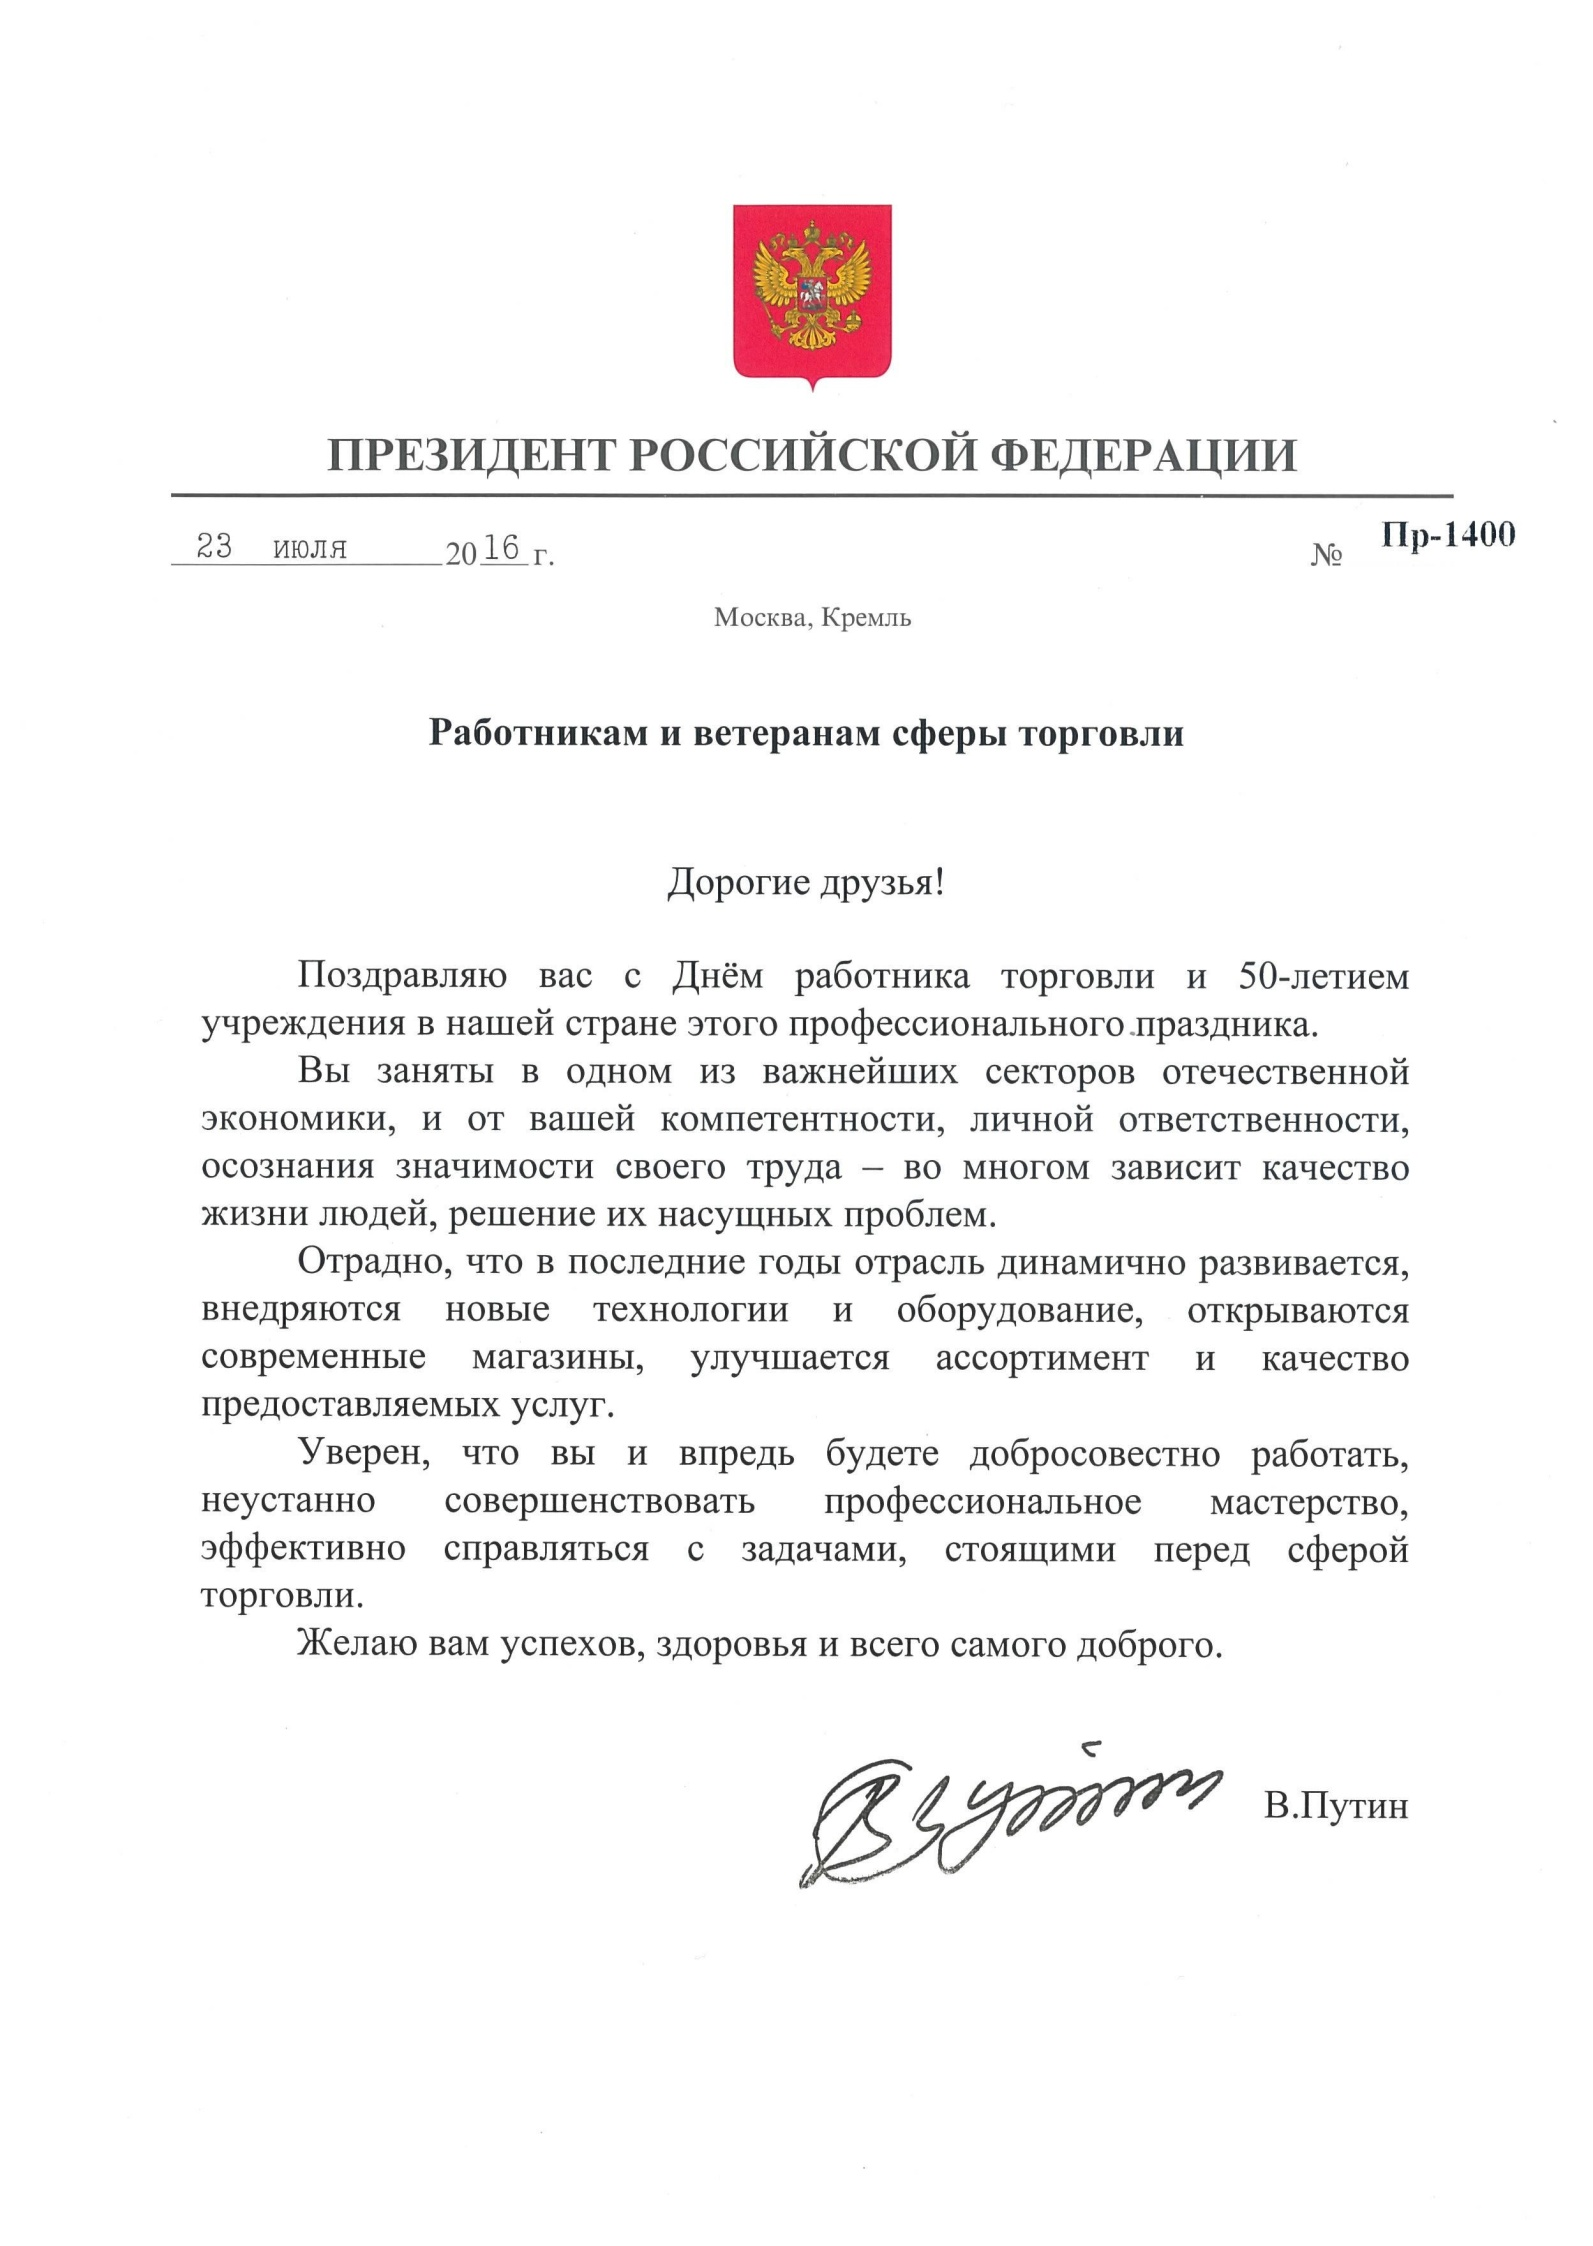 ПРЕЗИДЕНТ РОССИЙСКОЙ ФЕДЕРАЦИИ
23 июля 2016 г.
№ Пр-1400
Москва, Кремль
Работникам и ветеранам сферы торговли
Дорогие друзья!
Поздравляю вас с Днём работника торговли и 50-летием
учреждения в нашей стране этого профессионального праздника.
Вы заняты в одном из важнейших секторов отечественной
экономики, и от вашей компетентности, личной ответственности,
осознания значимости своего труда – во многом зависит качество
жизни людей, решение их насущных проблем.
Отрадно, что в последние годы отрасль динамично развивается,
внедряются новые технологии и оборудование, открываются
современные магазины, улучшается ассортимент и качество
предоставляемых услуг.
Уверен, что вы и впредь будете добросовестно работать,
неустанно совершенствовать профессиональное мастерство,
эффективно справляться с задачами, стоящими перед сферой
торговли.
Желаю вам успехов, здоровья и всего самого доброго.
В.Путин